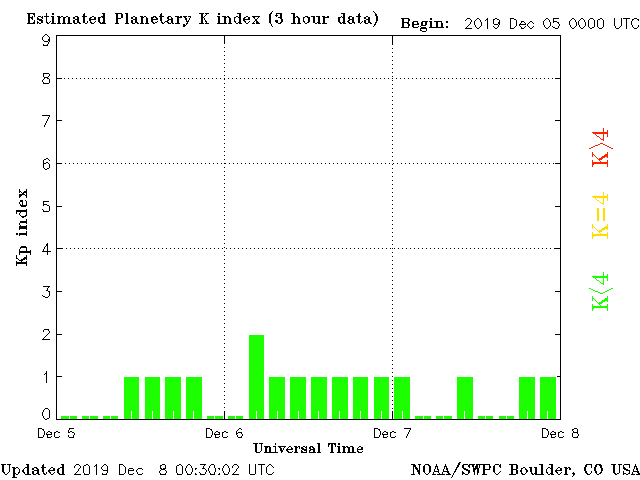 Estimated Planetary K index (3 hour data) Begin: 2019 Dec 05 0000 UTC
9
8
7
6
5
4
3
2
1
0
Kp index
K>4
K=4
K<4
Dec 5 Dec 6 Dec 7 Dec 8
Universal Time
Updated 2019 Dec 8 00:30:02 UTC NOAA/SWPC Boulder, CO USA